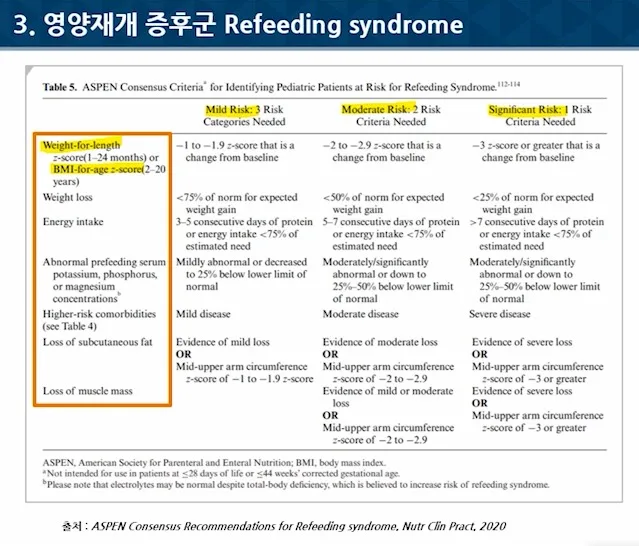 3. 영양재개 증후군 Refeeding syndrome
Table 5. ASPEN Consensus Criteriaᵃ for Identifying Pediatric Patients at Risk for Refeeding Syndrome.¹¹²⁻¹¹⁴
Mild Risk: 3 Risk
Categories Needed
Moderate Risk: 2 Risk
Criteria Needed
Significant Risk: 1 Risk
Criteria Needed
Weight-for-length
z-score(1–24 months) or
BMI-for-age z-score(2–20
years)
−1 to −1.9 z-score that is a
change from baseline
−2 to −2.9 z-score that is a
change from baseline
−3 z-score or greater that is a
change from baseline
Weight loss
<75% of norm for expected
weight gain
<50% of norm for expected
weight gain
<25% of norm for expected
weight gain
Energy intake
3–5 consecutive days of protein
or energy intake <75% of
estimated need
5–7 consecutive days of protein
or energy intake <75% of
estimated need
>7 consecutive days of protein
or energy intake <75% of
estimated need
Abnormal prefeeding serum
potassium, phosphorus,
or magnesium
concentrationsᵇ
Mildly abnormal or decreased
to 25% below lower limit of
normal
Moderately/significantly
abnormal or down to
25%–50% below lower limit
of normal
Moderately/significantly
abnormal or down to
25%–50% below lower limit
of normal
Higher-risk comorbidities
(see Table 4)
Mild disease
Moderate disease
Severe disease
Loss of subcutaneous fat
Evidence of mild loss
OR
Mid-upper arm circumference
z-score of −1 to −1.9 z-score
Evidence of moderate loss
OR
Mid-upper arm circumference
z-score of −2 to −2.9
Evidence of severe loss
OR
Mid-upper arm circumference
z-score of −3 or greater
Loss of muscle mass
Evidence of mild or moderate
loss
OR
Mid-upper arm circumference
z-score of −2 to −2.9
Evidence of severe loss
OR
Mid-upper arm circumference
z-score of −3 or greater
ASPEN, American Society for Parenteral and Enteral Nutrition; BMI, body mass index.
ᵃNot intended for use in patients at ≤28 days of life or ≤44 weeks' corrected gestational age.
ᵇPlease note that electrolytes may be normal despite total-body deficiency, which is believed to increase risk of refeeding syndrome.
출처 : ASPEN Consensus Recommendations for Refeeding syndrome, Nutr Clin Pract, 2020